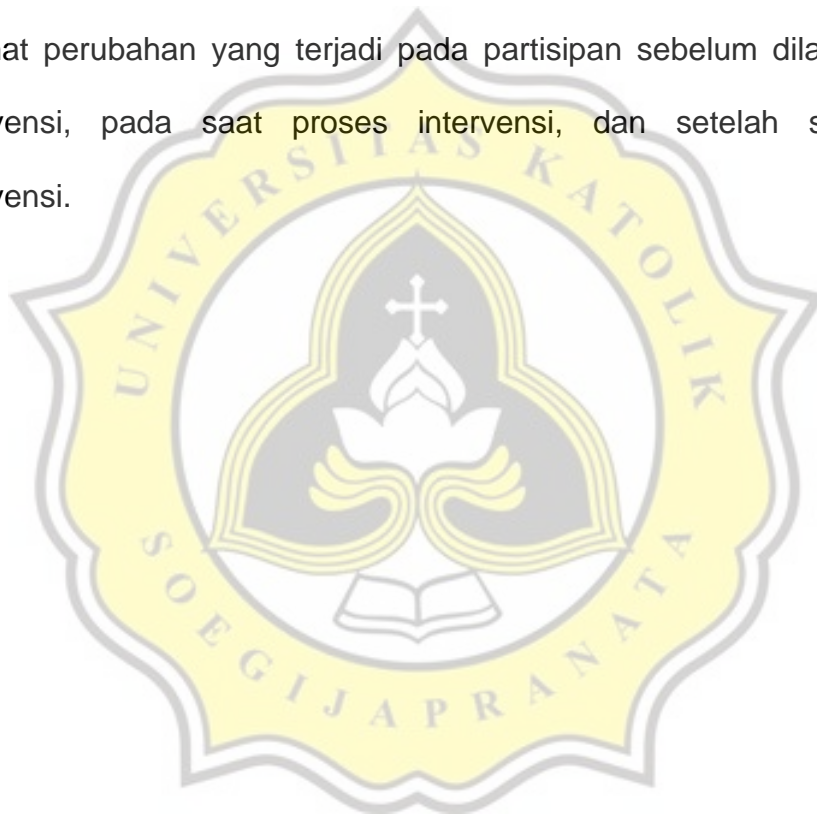 at perubahan yang terjadi pada partisipan sebelum dila
vensi, pada saat proses intervensi, dan setelah s
vensi.
UNIVERSITAS KATOLIK
SOEGIJAPRANATA